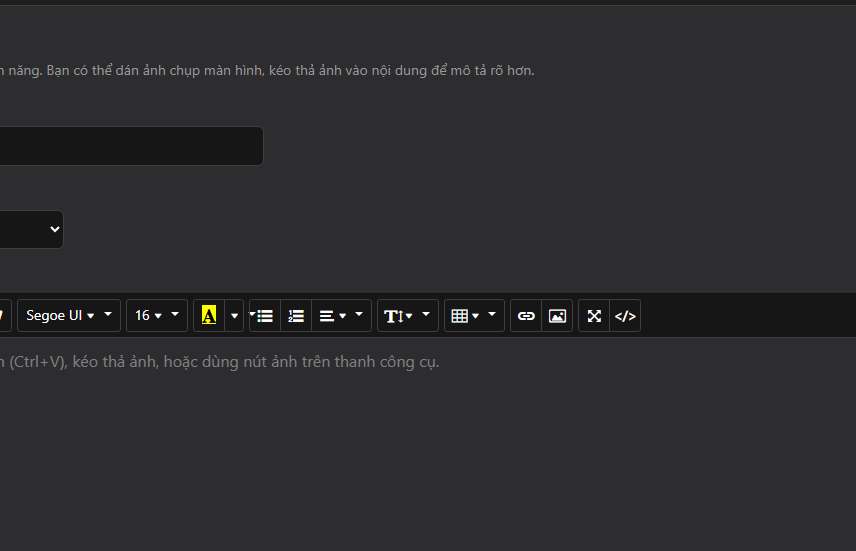 năng. Bạn có thể dán ảnh chụp màn hình, kéo thả ảnh vào nội dung để mô tả rõ hơn.
Segoe UI 16 A T </>
(Ctrl+V), kéo thả ảnh, hoặc dùng nút ảnh trên thanh công cụ.